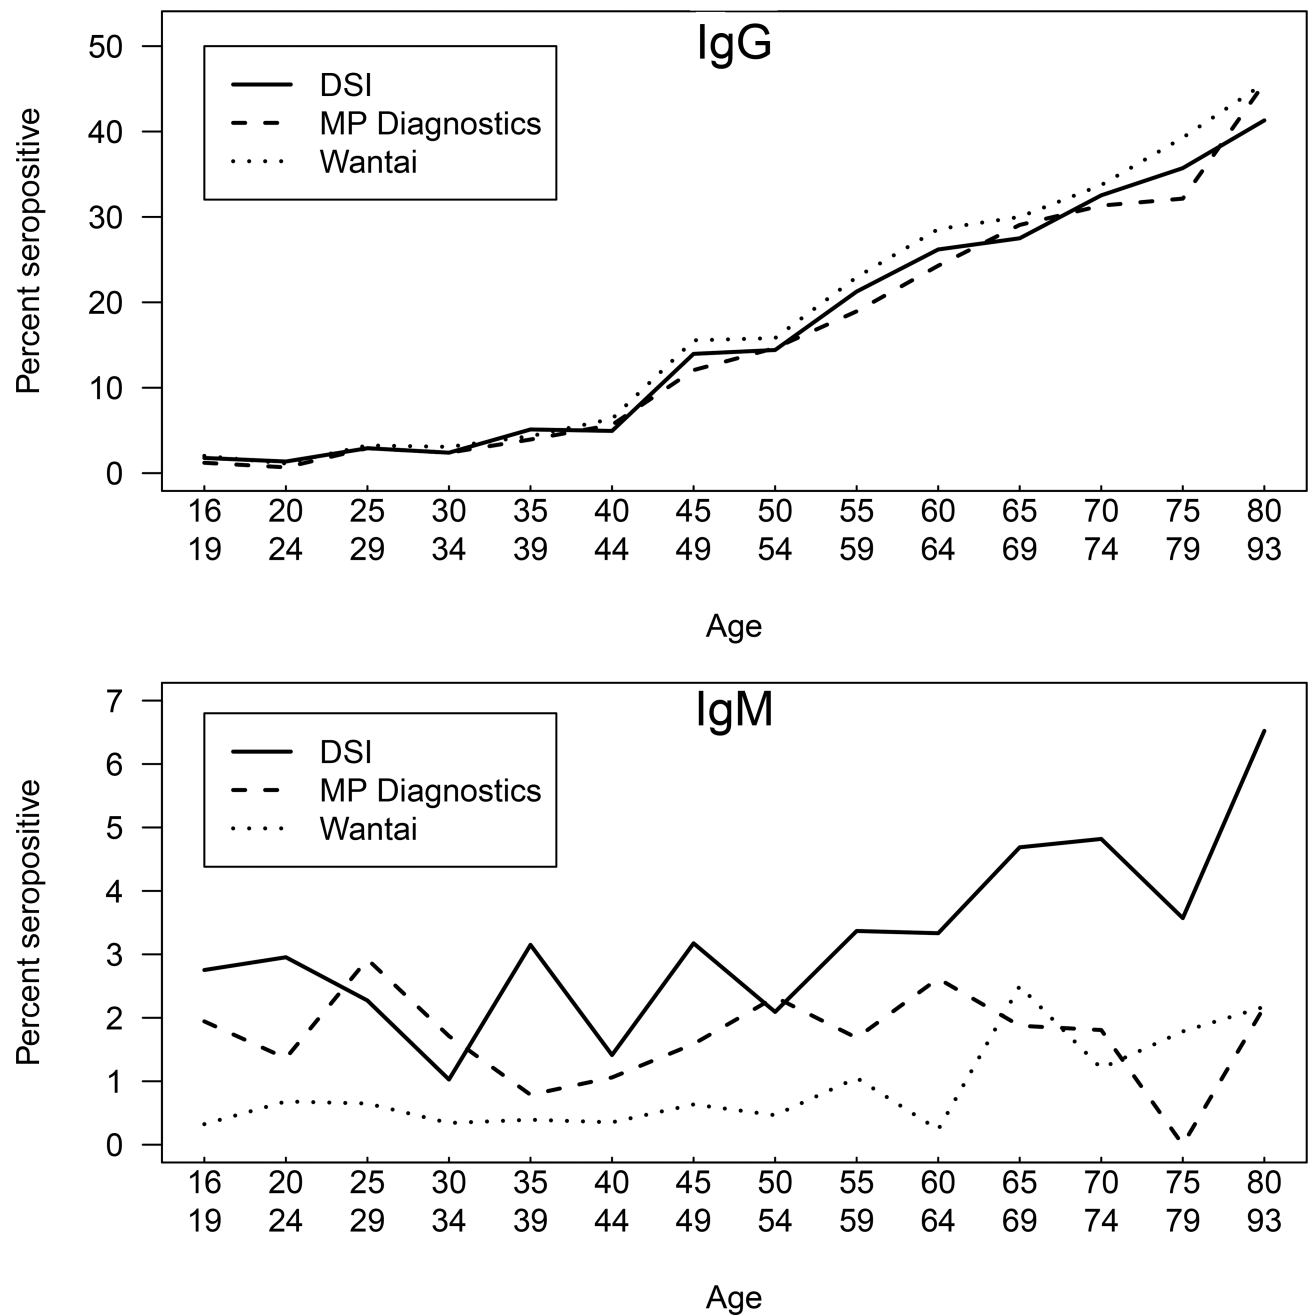 IgG
50
40
30
20
10
0
Percent seropositive
DSI
MP Diagnostics
Wantai
16 20 25 30 35 40 45 50 55 60 65 70 75 80
19 24 29 34 39 44 49 54 59 64 69 74 79 93
Age
IgM
7
6
5
4
3
2
1
0
Percent seropositive
DSI
MP Diagnostics
Wantai
16 20 25 30 35 40 45 50 55 60 65 70 75 80
19 24 29 34 39 44 49 54 59 64 69 74 79 93
Age